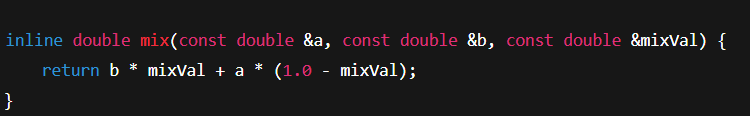 inline double mix(const double &a, const double &b, const double &mixVal) {
    return b * mixVal + a * (1.0 - mixVal);
}